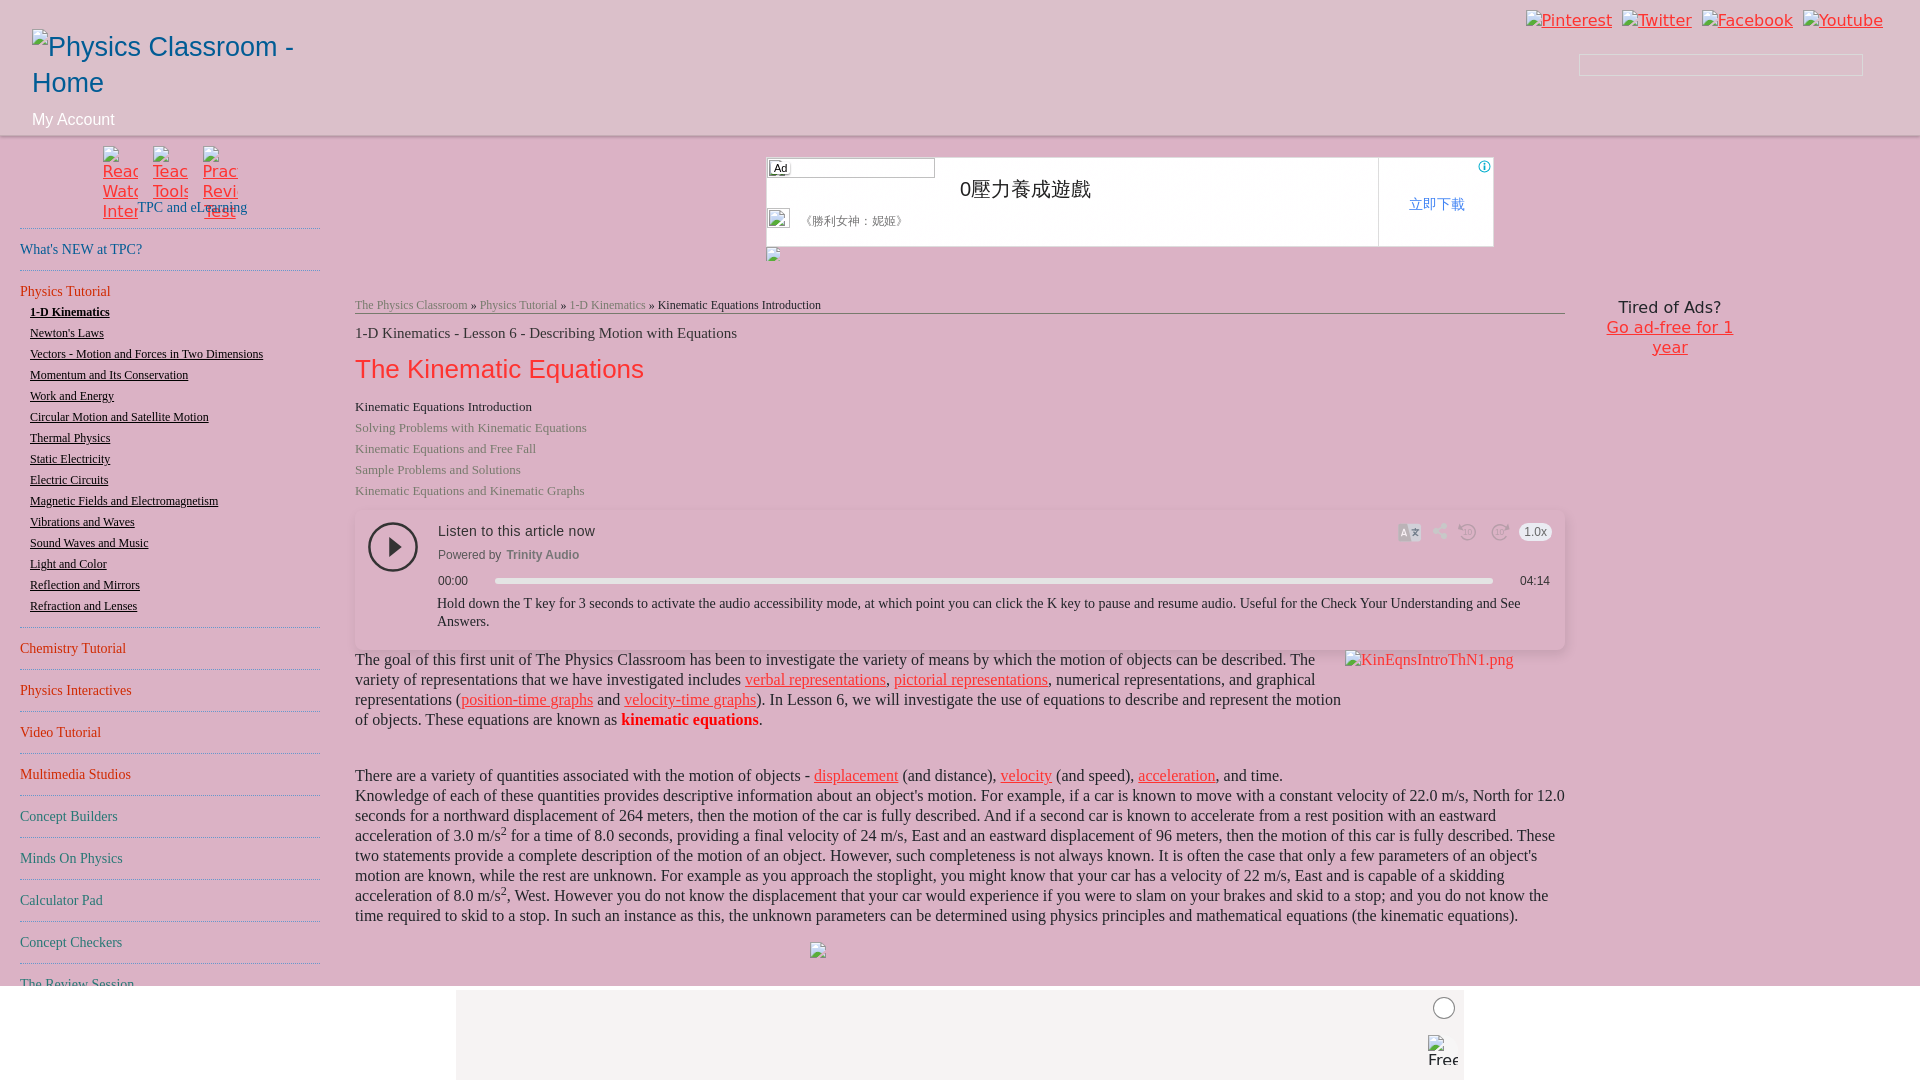 Pinterest Twitter Facebook Youtube
Physics Classroom -
Home
My Account
Read Teac Prac
Tools
TPC and eLearning
What's NEW at TPC?
Physics Tutorial
1-D Kinematics
Newton's Laws
Vectors - Motion and Forces in Two Dimensions
Momentum and Its Conservation
Work and Energy
Circular Motion and Satellite Motion
Thermal Physics
Static Electricity
Electric Circuits
Magnetic Fields and Electromagnetism
Vibrations and Waves
Sound Waves and Music
Light and Color
Reflection and Mirrors
Refraction and Lenses
Chemistry Tutorial
Physics Interactives
Video Tutorial
Multimedia Studios
Concept Builders
Minds On Physics
Calculator Pad
Concept Checkers
The Review Session
Ad
0壓力養成遊戲
《勝利女神：妮姬》
立即下載
The Physics Classroom » Physics Tutorial » 1-D Kinematics » Kinematic Equations Introduction
1-D Kinematics - Lesson 6 - Describing Motion with Equations
The Kinematic Equations
Kinematic Equations Introduction
Solving Problems with Kinematic Equations
Kinematic Equations and Free Fall
Sample Problems and Solutions
Kinematic Equations and Kinematic Graphs
Listen to this article now
1.0x
Powered by Trinity Audio
00:00
04:14
Hold down the T key for 3 seconds to activate the audio accessibility mode, at which point you can click the K key to pause and resume audio. Useful for the Check Your Understanding and See
Answers.
KinEqnsIntroThN1.png
The goal of this first unit of The Physics Classroom has been to investigate the variety of means by which the motion of objects can be described. The
variety of representations that we have investigated includes verbal representations, pictorial representations, numerical representations, and graphical
representations (position-time graphs and velocity-time graphs). In Lesson 6, we will investigate the use of equations to describe and represent the motion
of objects. These equations are known as kinematic equations.
There are a variety of quantities associated with the motion of objects - displacement (and distance), velocity (and speed), acceleration, and time.
Knowledge of each of these quantities provides descriptive information about an object's motion. For example, if a car is known to move with a constant velocity of 22.0 m/s, North for 12.0
seconds for a northward displacement of 264 meters, then the motion of the car is fully described. And if a second car is known to accelerate from a rest position with an eastward
acceleration of 3.0 m/s2 for a time of 8.0 seconds, providing a final velocity of 24 m/s, East and an eastward displacement of 96 meters, then the motion of this car is fully described. These
two statements provide a complete description of the motion of an object. However, such completeness is not always known. It is often the case that only a few parameters of an object's
motion are known, while the rest are unknown. For example as you approach the stoplight, you might know that your car has a velocity of 22 m/s, East and is capable of a skidding
acceleration of 8.0 m/s2, West. However you do not know the displacement that your car would experience if you were to slam on your brakes and skid to a stop; and you do not know the
time required to skid to a stop. In such an instance as this, the unknown parameters can be determined using physics principles and mathematical equations (the kinematic equations).
Tired of Ads?
Go ad-free for 1
year
Free